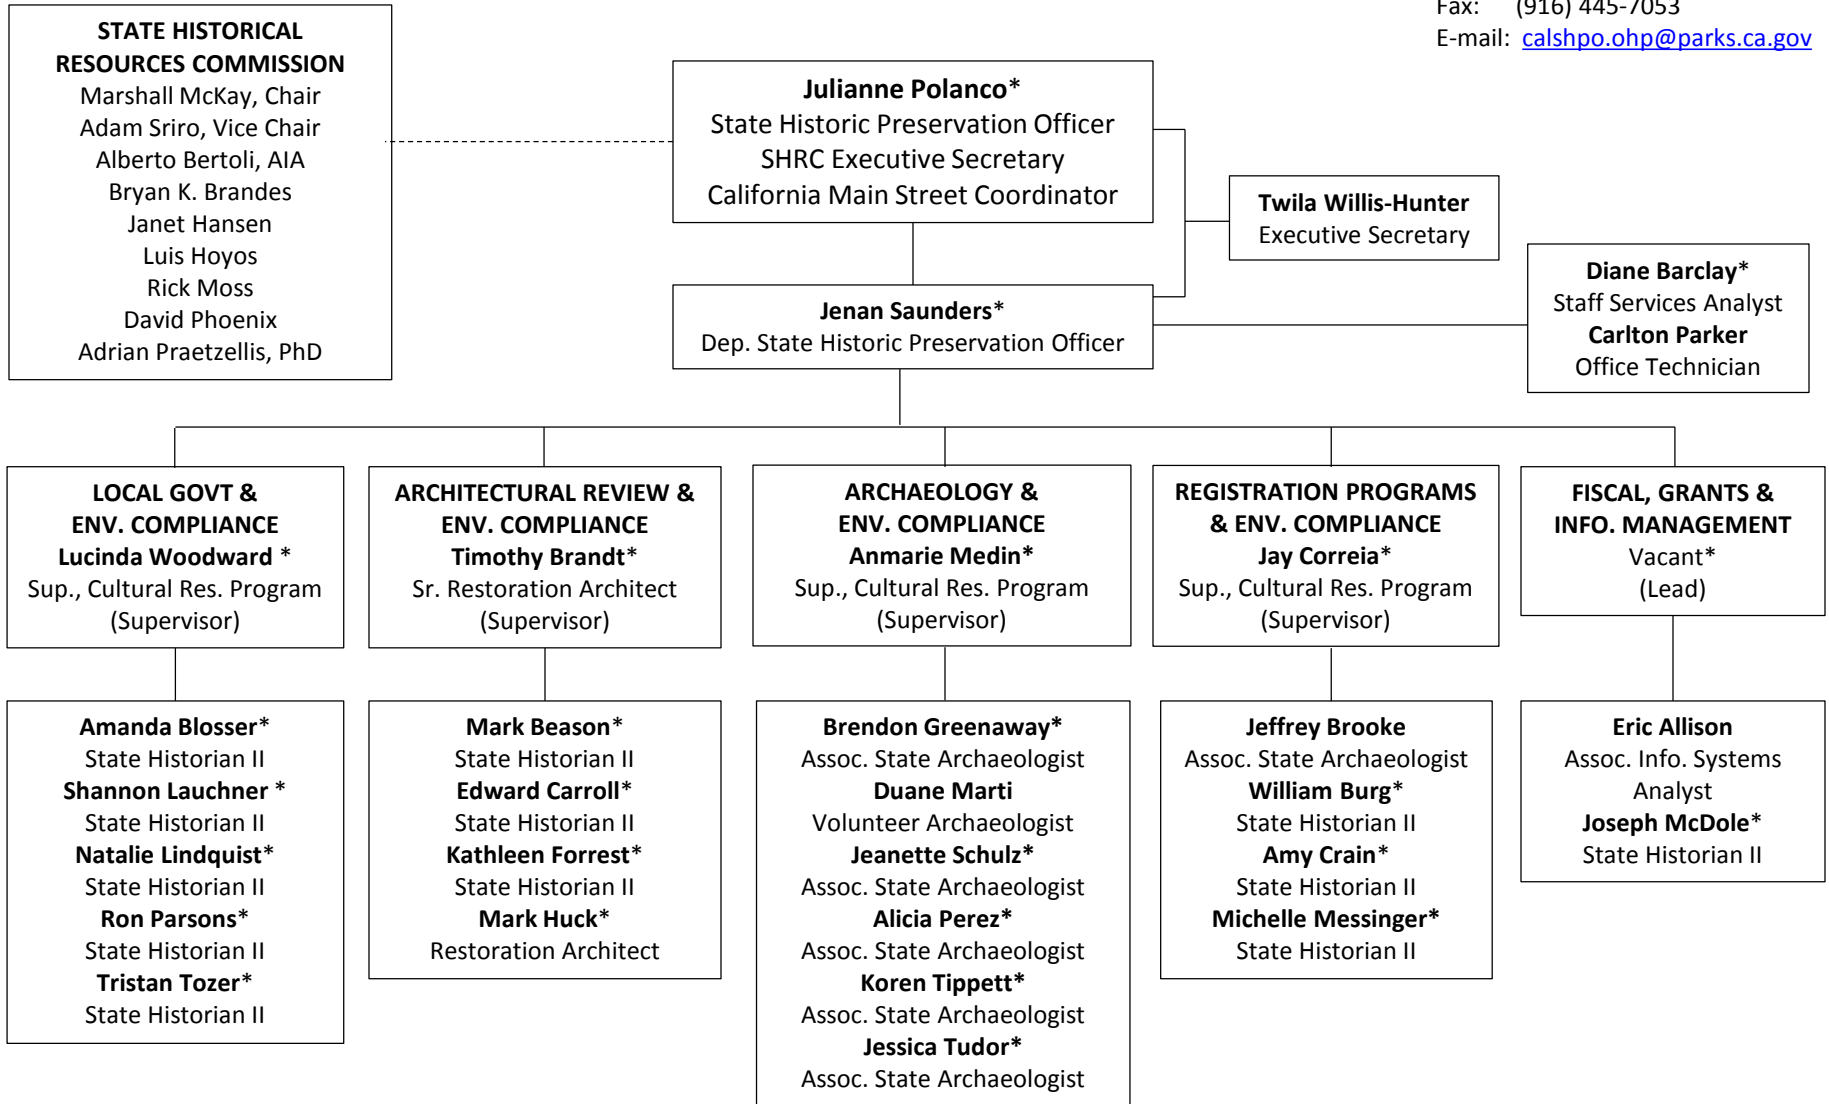 Fax: (916) 445-7053
E-mail: calshpo.ohp@parks.ca.gov
STATE HISTORICAL
RESOURCES COMMISSION
Marshall McKay, Chair
Adam Sriro, Vice Chair
Alberto Bertoli, AIA
Bryan K. Brandes
Janet Hansen
Luis Hoyos
Rick Moss
David Phoenix
Adrian Praetzellis, PhD
Julianne Polanco*
State Historic Preservation Officer
SHRC Executive Secretary
California Main Street Coordinator
Twila Willis-Hunter
Executive Secretary
Jenan Saunders*
Dep. State Historic Preservation Officer
Diane Barclay*
Staff Services Analyst
Carlton Parker
Office Technician
LOCAL GOVT &
ENV. COMPLIANCE
Lucinda Woodward *
Sup., Cultural Res. Program
(Supervisor)
ARCHITECTURAL REVIEW &
ENV. COMPLIANCE
Timothy Brandt*
Sr. Restoration Architect
(Supervisor)
ARCHAEOLOGY &
ENV. COMPLIANCE
Anmarie Medin*
Sup., Cultural Res. Program
(Supervisor)
REGISTRATION PROGRAMS
& ENV. COMPLIANCE
Jay Correia*
Sup., Cultural Res. Program
(Supervisor)
FISCAL, GRANTS &
INFO. MANAGEMENT
Vacant*
(Lead)
Amanda Blosser*
State Historian II
Shannon Lauchner *
State Historian II
Natalie Lindquist*
State Historian II
Ron Parsons*
State Historian II
Tristan Tozer*
State Historian II
Mark Beason*
State Historian II
Edward Carroll*
State Historian II
Kathleen Forrest*
State Historian II
Mark Huck*
Restoration Architect
Brendon Greenaway*
Assoc. State Archaeologist
Duane Marti
Volunteer Archaeologist
Jeanette Schulz*
Assoc. State Archaeologist
Alicia Perez*
Assoc. State Archaeologist
Koren Tippett*
Assoc. State Archaeologist
Jessica Tudor*
Assoc. State Archaeologist
Jeffrey Brooke
Assoc. State Archaeologist
William Burg*
State Historian II
Amy Crain*
State Historian II
Michelle Messinger*
State Historian II
Eric Allison
Assoc. Info. Systems
Analyst
Joseph McDole*
State Historian II